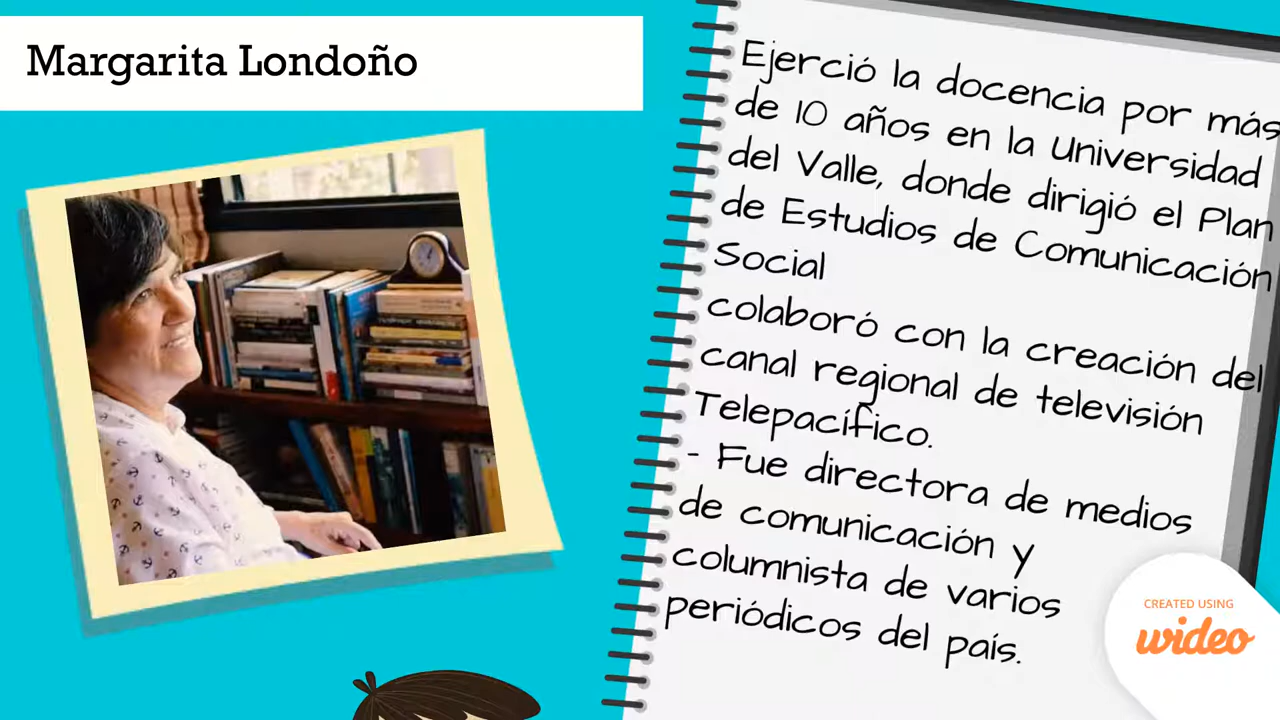 Margarita Londoño
Ejerció la docencia por más
de 10 años en la Universidad
del Valle, donde dirigió el Plan
de Estudios de Comunicación
Social
colaboró con la creación del
canal regional de televisión
Telepacífico.
- Fue directora de medios
de comunicación y
columnista de varios
periódicos del país.
CREATED USING
wideo